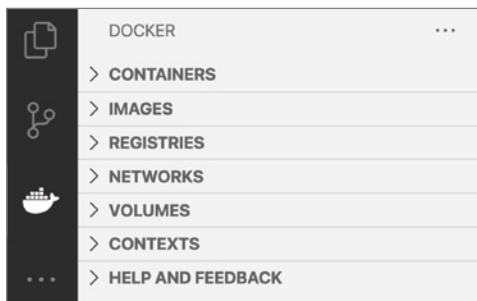 DOCKER
CONTAINERS
IMAGES
REGISTRIES
NETWORKS
VOLUMES
CONTEXTS
HELP AND FEEDBACK